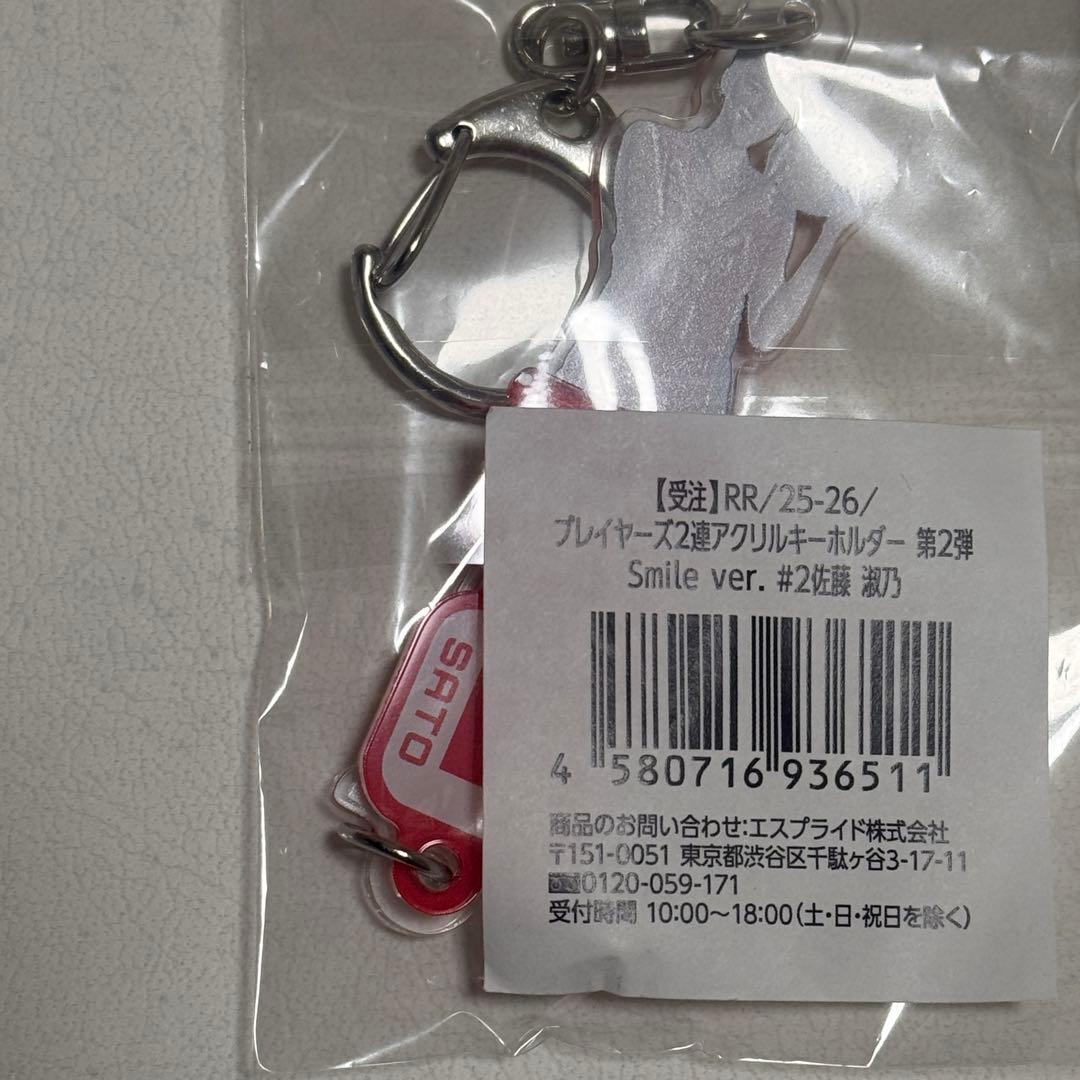 【受注】RR/25-26/
プレイヤーズ2連アクリルキーホルダー 第2弾
Smile ver. #2佐藤 淑乃
SATO
4 580716 936511
商品のお問い合わせ:エスプライド株式会社
〒151-0051 東京都渋谷区千駄ヶ谷3-17-11
0120-059-171
受付時間 10:00〜18:00(土・日・祝日を除く)